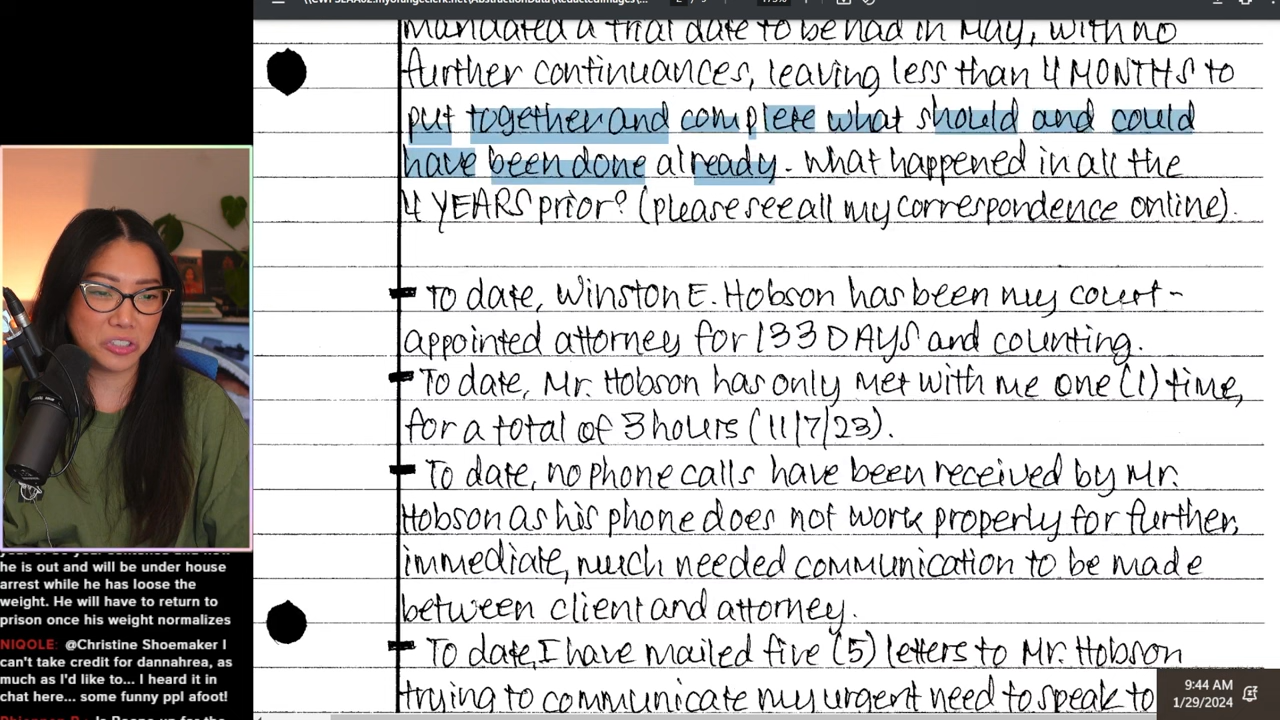 mandated a trial date to be had in May, with no
further continuances, leaving less than 4 MONTHS to
put together and complete what should and could
have been done already. What happened in all the
4 YEARS prior? (please see all my correspondence online).
- To date, Winston E. Hobson has been my court-
appointed attorney for 133 DAYS and counting.
- To date, Mr. Hobson has only met with me one (1) time,
for a total of 3 hours (11/7/23).
- To date, no phone calls have been received by Mr.
Hobson as his phone does not work properly for further,
immediate, much needed communication to be made
between client and attorney.
- To date, I have mailed five (5) letters to Mr. Hobson
trying to communicate my urgent need to speak to
he is out and will be under house
arrest while he has loose the
weight. He will have to return to
prison once his weight normalizes
NIQOLE: @Christine Shoemaker I
can't take credit for dannahrea, as
much as I'd like to... I heard it in
chat here... some funny ppl afoot!
9:44 AM
1/29/2024